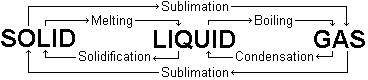 Sublimation
Melting Boiling
SOLID LIQUID GAS
Solidification Condensation
Sublimation